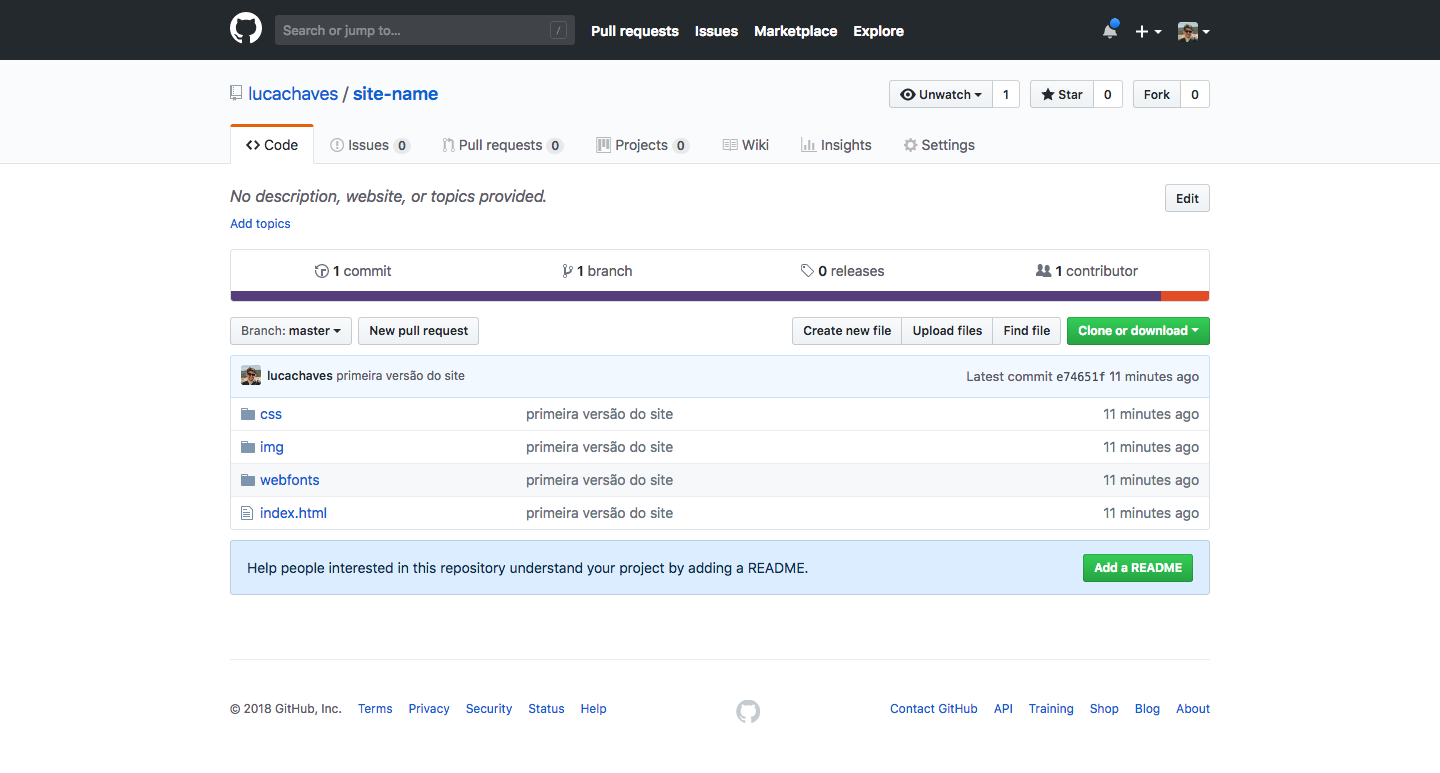 Search or jump to... /
Pull requests Issues Marketplace Explore
lucachaves / site-name
Unwatch 1 Star 0 Fork 0
Code Issues 0 Pull requests 0 Projects 0 Wiki Insights Settings
No description, website, or topics provided. Edit
Add topics
1 commit 1 branch 0 releases 1 contributor
Branch: master New pull request Create new file Upload files Find file Clone or download
lucachaves primeira versão do site Latest commit e74651f 11 minutes ago
css primeira versão do site 11 minutes ago
img primeira versão do site 11 minutes ago
webfonts primeira versão do site 11 minutes ago
index.html primeira versão do site 11 minutes ago
Help people interested in this repository understand your project by adding a README. Add a README
© 2018 GitHub, Inc. Terms Privacy Security Status Help Contact GitHub API Training Shop Blog About